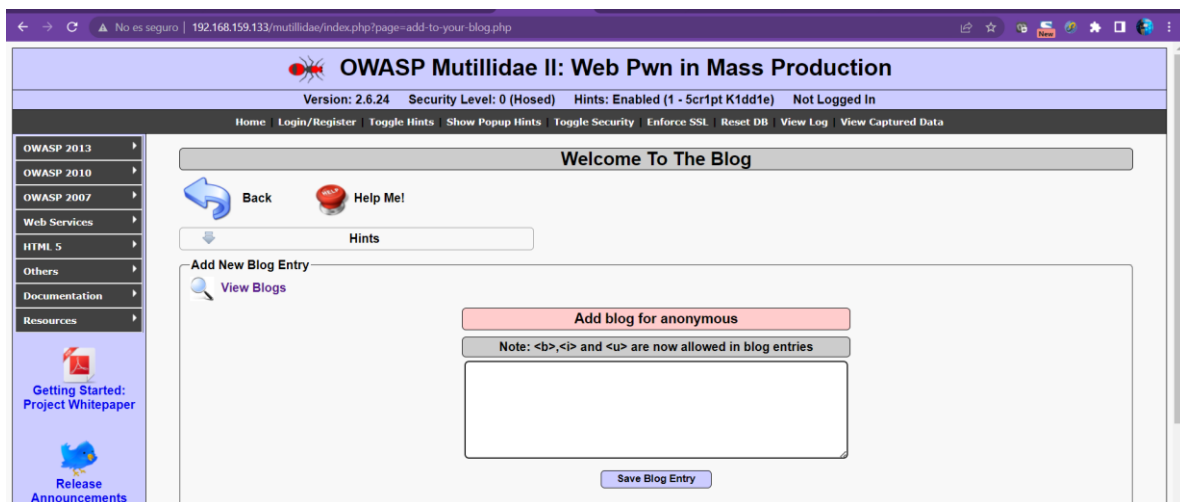 No es seguro | 192.168.159.133/mutillidae/index.php?page=add-to-your-blog.php
New
OWASP Mutillidae II: Web Pwn in Mass Production
Version: 2.6.24 Security Level: 0 (Hosed) Hints: Enabled (1 - 5cr1pt K1dd1e) Not Logged In
Home | Login/Register | Toggle Hints | Show Popup Hints | Toggle Security | Enforce SSL | Reset DB | View Log | View Captured Data
OWASP 2013
OWASP 2010
OWASP 2007
Web Services
HTML 5
Others
Documentation
Resources
Getting Started:
Project Whitepaper
Release
Announcements
Welcome To The Blog
Back
HELP
Help Me!
Hints
Add New Blog Entry
View Blogs
Add blog for anonymous
Note: <b>,<i> and <u> are now allowed in blog entries
Save Blog Entry